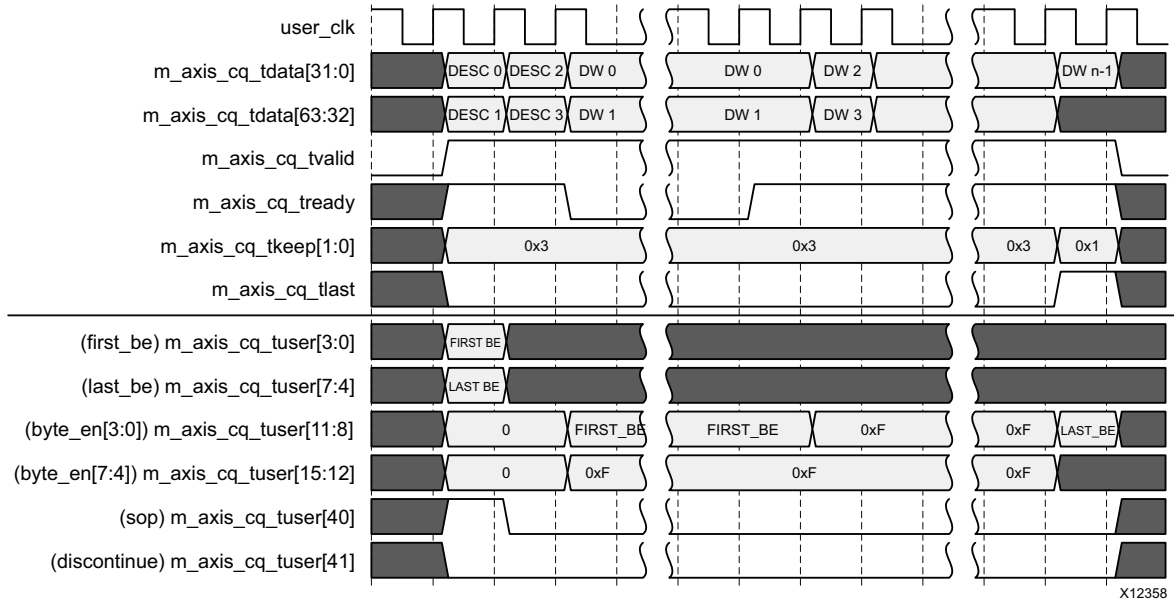 user_clk
m_axis_cq_tdata[31:0] DESC 0 DESC 2 DW 0 DW 0 DW 2 DW n-1
m_axis_cq_tdata[63:32] DESC 1 DESC 3 DW 1 DW 1 DW 3
m_axis_cq_tvalid
m_axis_cq_tready
m_axis_cq_tkeep[1:0] 0x3 0x3 0x3 0x1
m_axis_cq_tlast
(first_be) m_axis_cq_tuser[3:0] FIRST BE
(last_be) m_axis_cq_tuser[7:4] LAST BE
(byte_en[3:0]) m_axis_cq_tuser[11:8] 0 FIRST_BE FIRST_BE 0xF 0xF LAST_BE
(byte_en[7:4]) m_axis_cq_tuser[15:12] 0 0xF 0xF 0xF
(sop) m_axis_cq_tuser[40]
(discontinue) m_axis_cq_tuser[41]
X12358